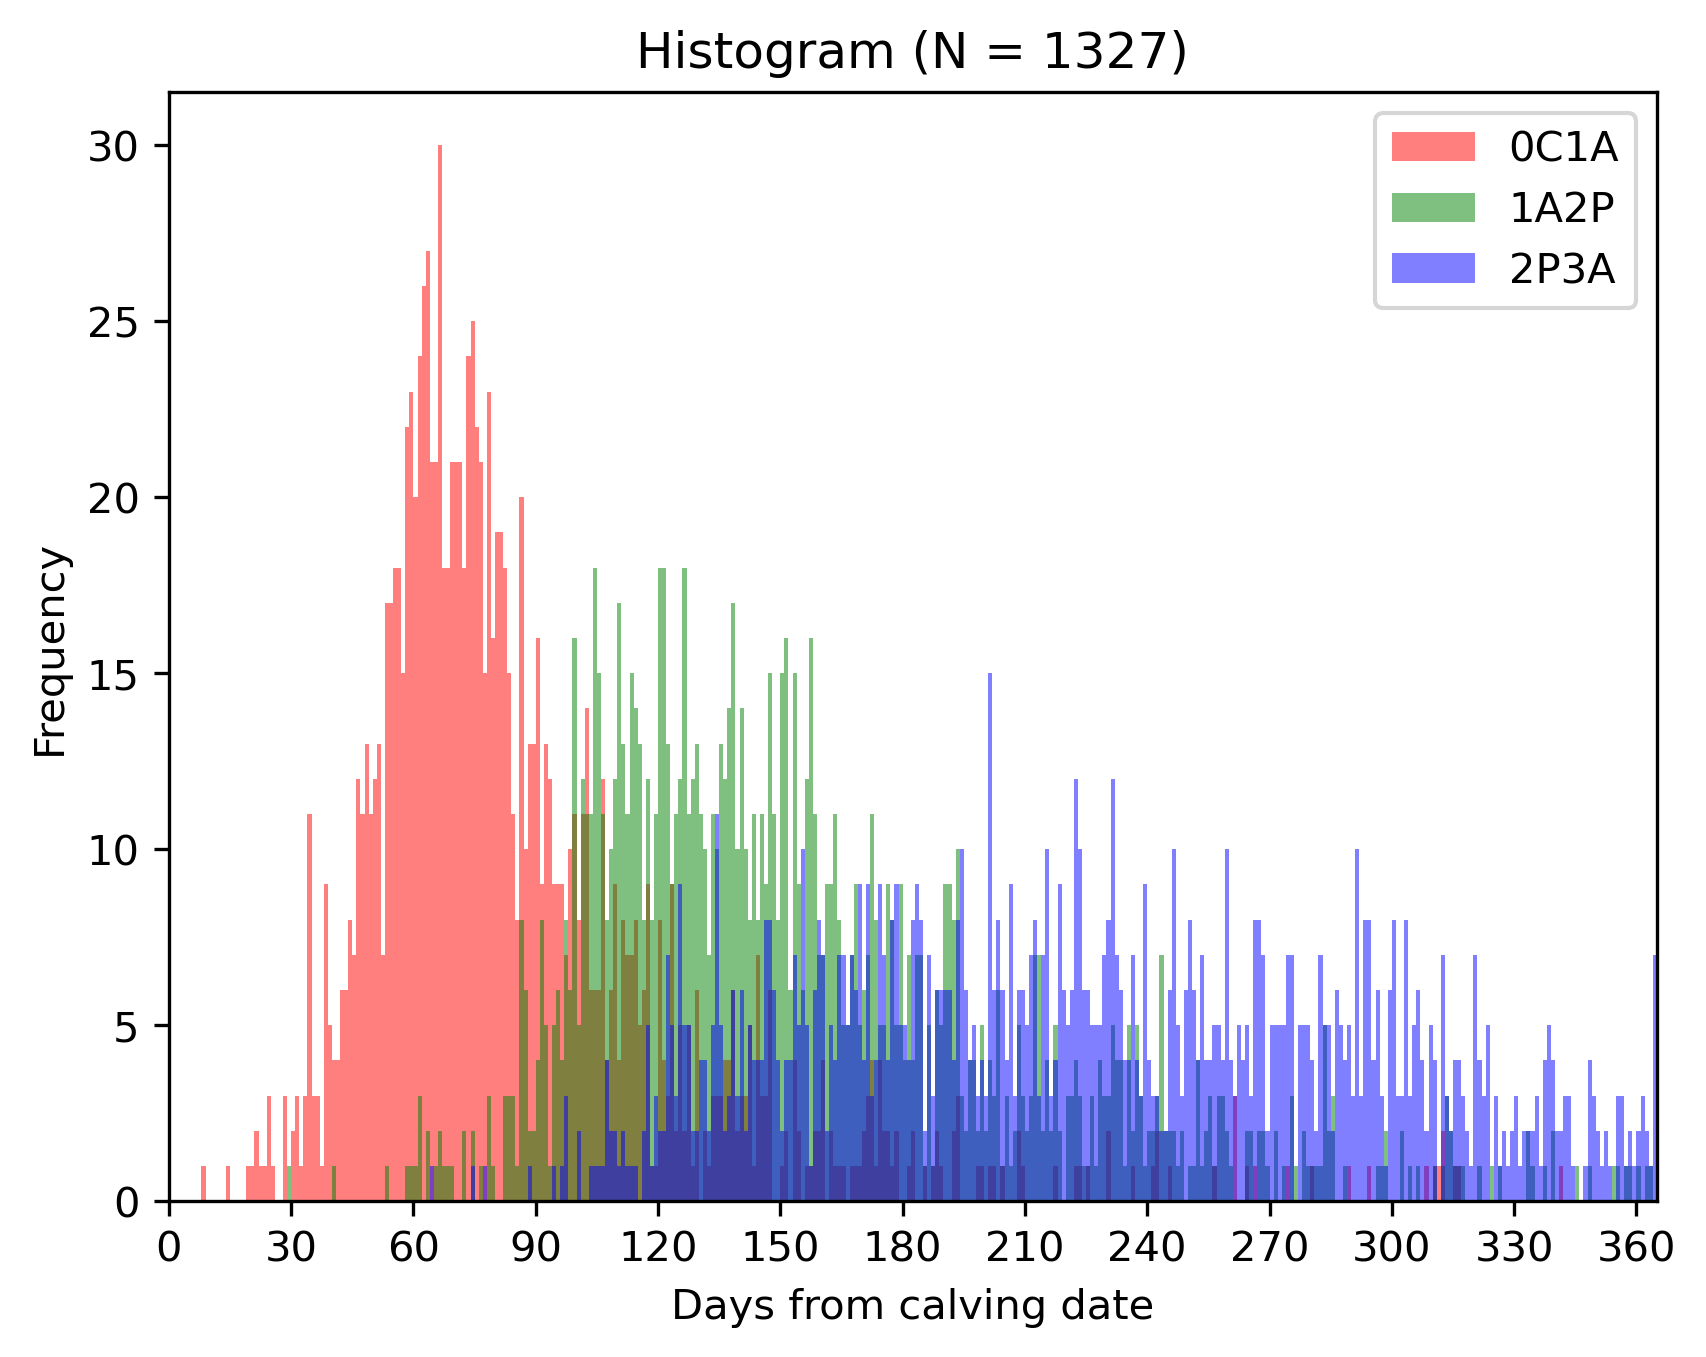 Histogram (N = 1327)
0C1A
1A2P
2P3A
Frequency
30
25
20
15
10
5
0
0 30 60 90 120 150 180 210 240 270 300 330 360
Days from calving date